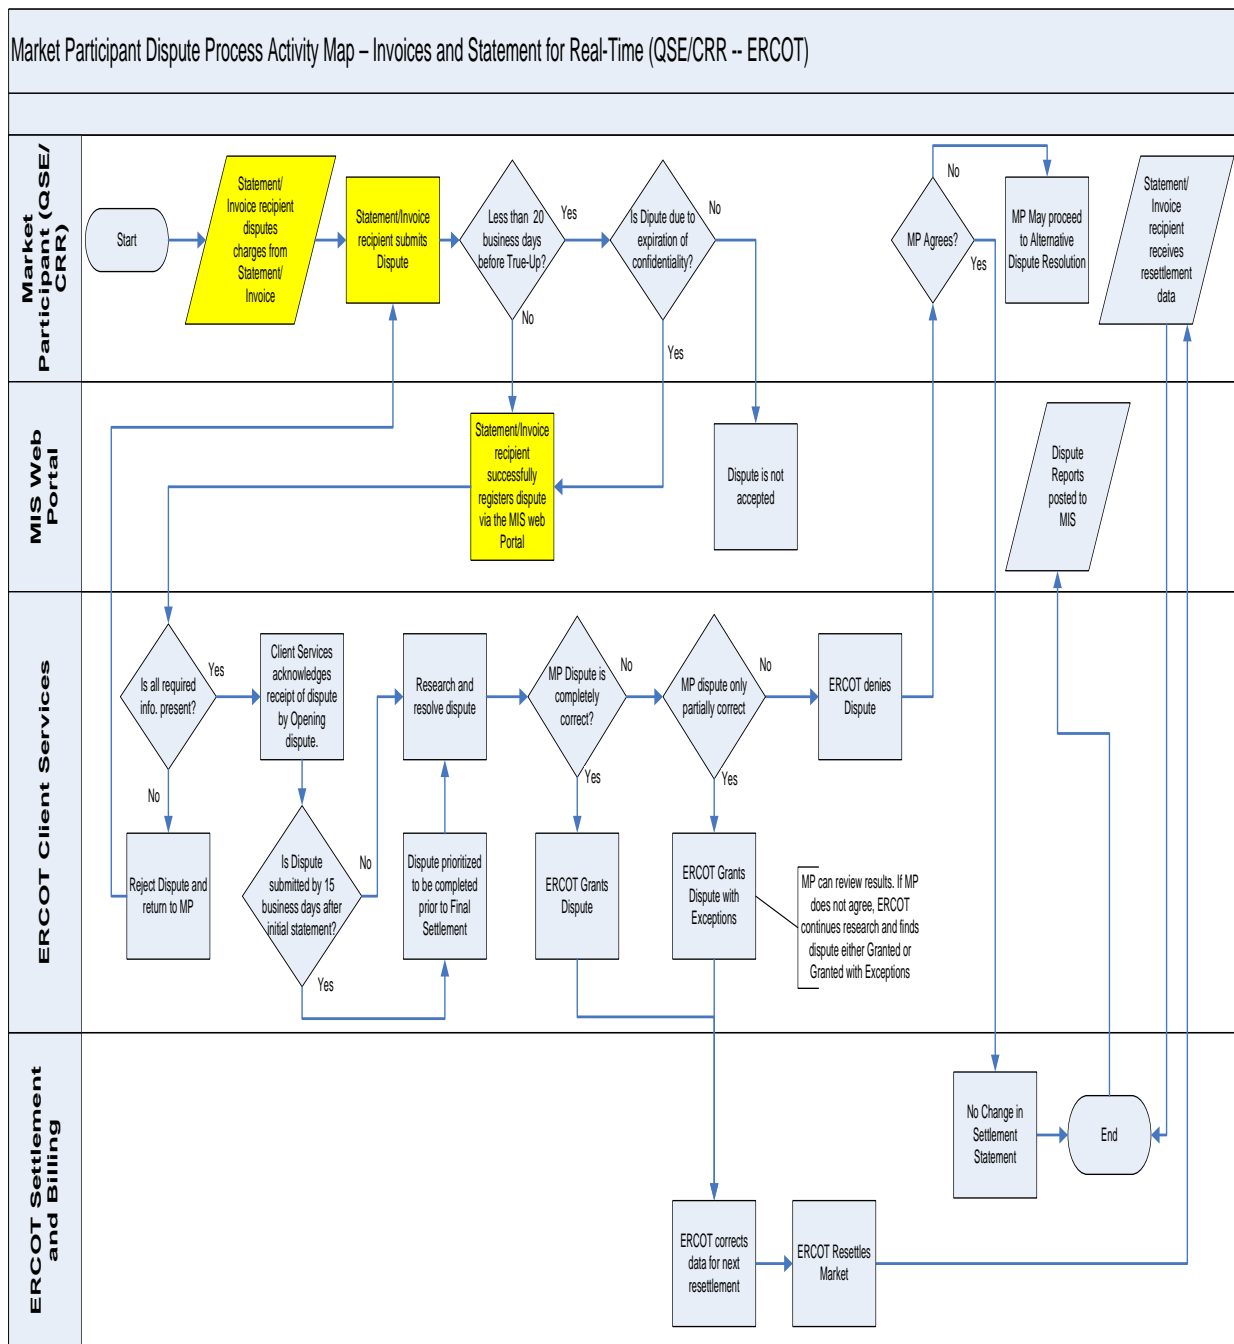 Market Participant Dispute Process Activity Map – Invoices and Statement for Real-Time (QSE/CRR -- ERCOT)
Market
Participant (QSE/
CRR)
Start
Statement/
Invoice recipient
disputes
charges from
Statement/
Invoice
Statement/Invoice
recipient submits
Dispute
Less than 20
business days
before True-Up?
Yes
No
Is Dipute due to
expiration of
confidentiality?
No
Yes
MP Agrees?
No
Yes
MP May proceed
to Alternative
Dispute Resolution
Statement/
Invoice
recipient
receives
resettlement
data
MIS Web
Portal
Statement/Invoice
recipient
successfully
registers dispute
via the MIS web
Portal
Dispute is not
accepted
Dispute
Reports
posted to
MIS
ERCOT Client Services
Is all required
info. present?
Yes
No
Client Services
acknowledges
receipt of dispute
by Opening
dispute.
Research and
resolve dispute
MP Dispute is
completely
correct?
No
Yes
MP dispute only
partially correct
No
Yes
ERCOT denies
Dispute
Reject Dispute and
return to MP
Is Dispute
submitted by 15
business days after
initial statement?
No
Yes
Dispute prioritized
to be completed
prior to Final
Settlement
ERCOT Grants
Dispute
ERCOT Grants
Dispute with
Exceptions
MP can review results. If MP
does not agree, ERCOT
continues research and finds
dispute either Granted or
Granted with Exceptions
ERCOT Settlement
and Billing
No Change in
Settlement
Statement
End
ERCOT corrects
data for next
resettlement
ERCOT Resettles
Market